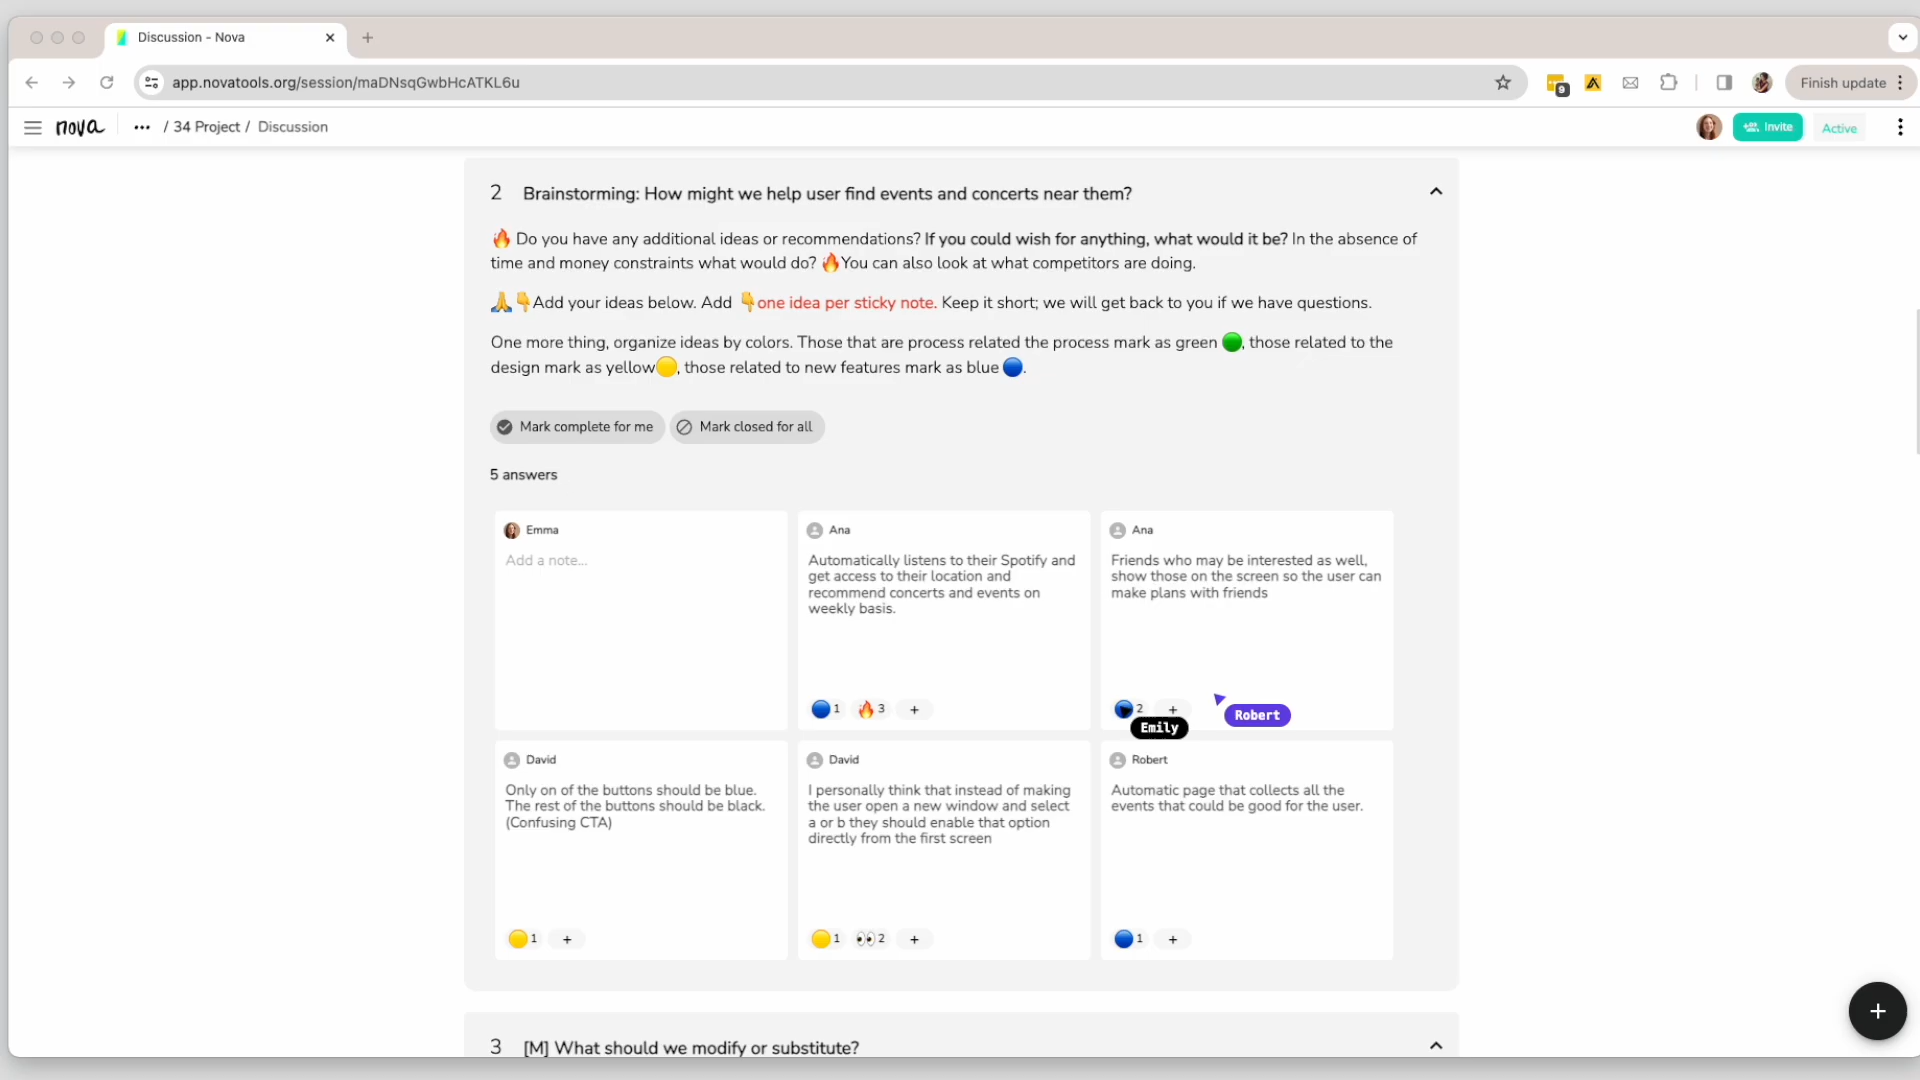 Discussion - Nova
app.novatools.org/session/maDNsqGwbHcATKL6u
9
Finish update
nova
/ 34 Project / Discussion
Invite
Active
2 Brainstorming: How might we help user find events and concerts near them?
🔥 Do you have any additional ideas or recommendations? If you could wish for anything, what would it be? In the absence of
time and money constraints what would do? 🔥You can also look at what competitors are doing.
🙏👇Add your ideas below. Add 👇one idea per sticky note. Keep it short; we will get back to you if we have questions.
One more thing, organize ideas by colors. Those that are process related the process mark as green 🟢, those related to the
design mark as yellow🟡, those related to new features mark as blue 🔵.
Mark complete for me
Mark closed for all
5 answers
Emma
Add a note...
Ana
Automatically listens to their Spotify and
get access to their location and
recommend concerts and events on
weekly basis.
🔵 1 🔥 3 +
Ana
Friends who may be interested as well,
show those on the screen so the user can
make plans with friends
🔵 2 +
Emily
Robert
David
Only on of the buttons should be blue.
The rest of the buttons should be black.
(Confusing CTA)
🟡 1 +
David
I personally think that instead of making
the user open a new window and select
a or b they should enable that option
directly from the first screen
🟡 1 👀 2 +
Robert
Automatic page that collects all the
events that could be good for the user.
🔵 1 +
3 [M] What should we modify or substitute?